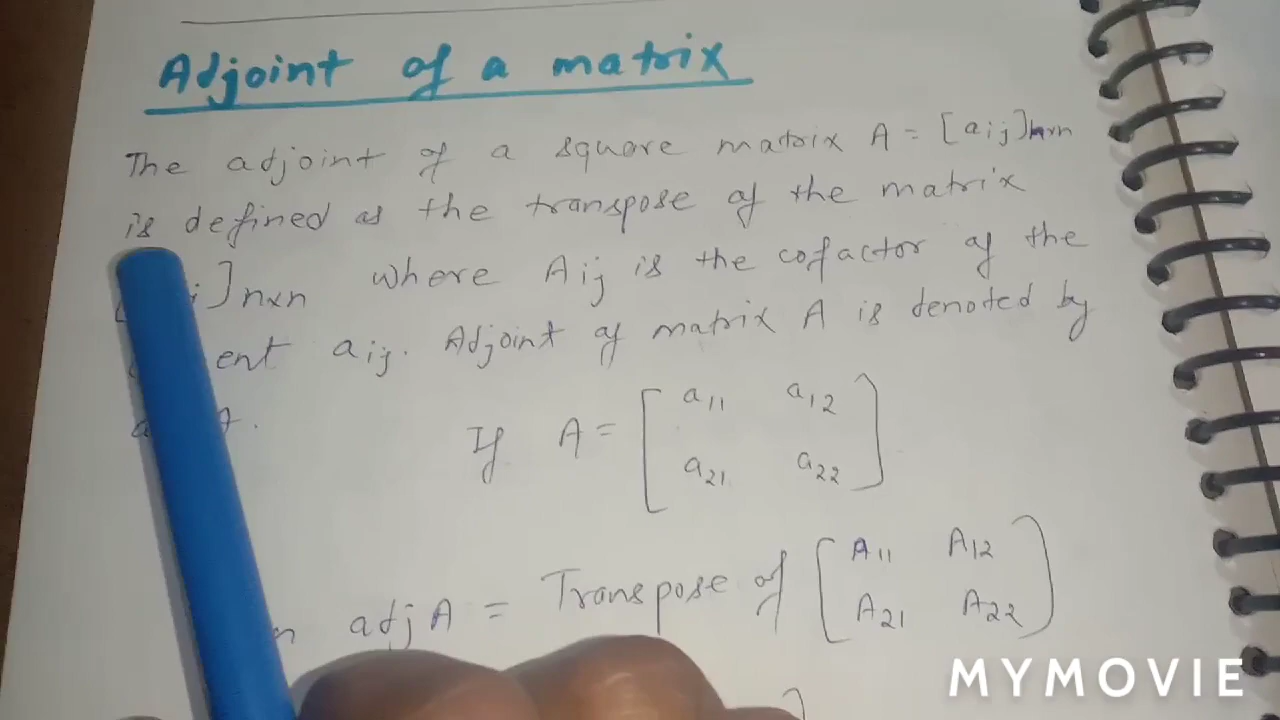 Adjoint of a matrix
The adjoint of a square matrix A = [aij]nxn
is defined as the transpose of the matrix
]nxn where Aij is the cofactor of the
ent aij. Adjoint of matrix A is denoted by
If A = [ a11 a12
a21 a22 ]
adj A = Transpose of [ A11 A12
A21 A22 ]
MYMOVIE